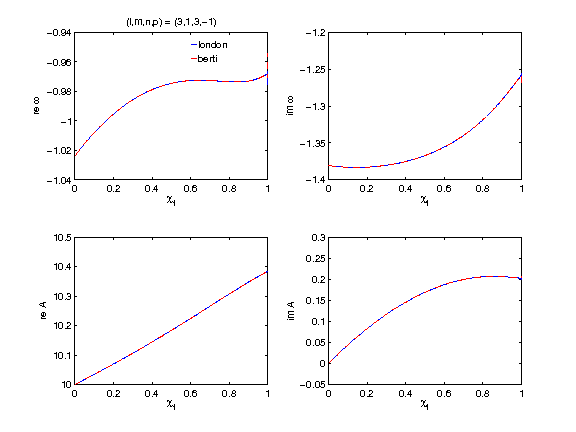 (l,m,n,p) = (3,1,3,−1)
−0.94
−0.96
−0.98
−1
−1.02
−1.04
re ω
london
berti
0 0.2 0.4 0.6 0.8 1
χf
−1.2
−1.25
−1.3
−1.35
−1.4
im ω
0 0.2 0.4 0.6 0.8 1
χf
10.5
10.4
10.3
10.2
10.1
10
re A
0 0.2 0.4 0.6 0.8 1
χf
0.3
0.25
0.2
0.15
0.1
0.05
0
−0.05
im A
0 0.2 0.4 0.6 0.8 1
χf